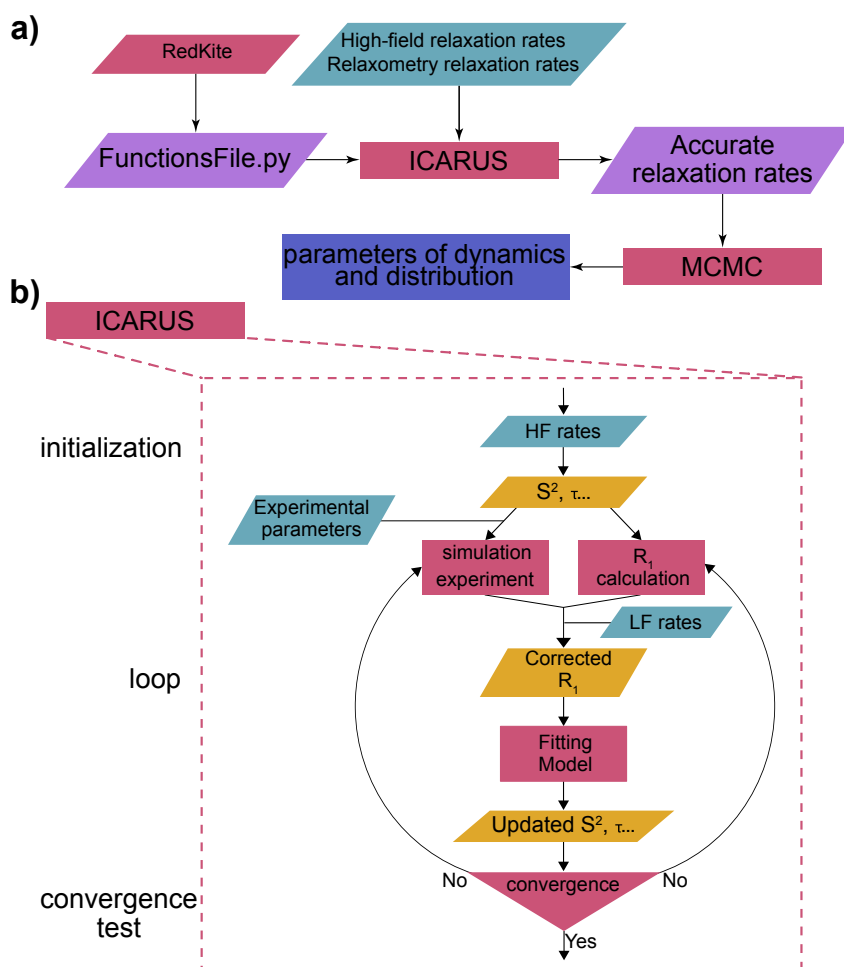 a)
RedKite
High-field relaxation rates
Relaxometry relaxation rates
FunctionsFile.py
ICARUS
Accurate
relaxation rates
parameters of dynamics
and distribution
MCMC
b)
ICARUS
initialization
HF rates
S², τ...
Experimental
parameters
simulation
experiment
R₁
calculation
LF rates
loop
Corrected
R₁
Fitting
Model
Updated S², τ...
No
convergence
No
convergence
test
Yes